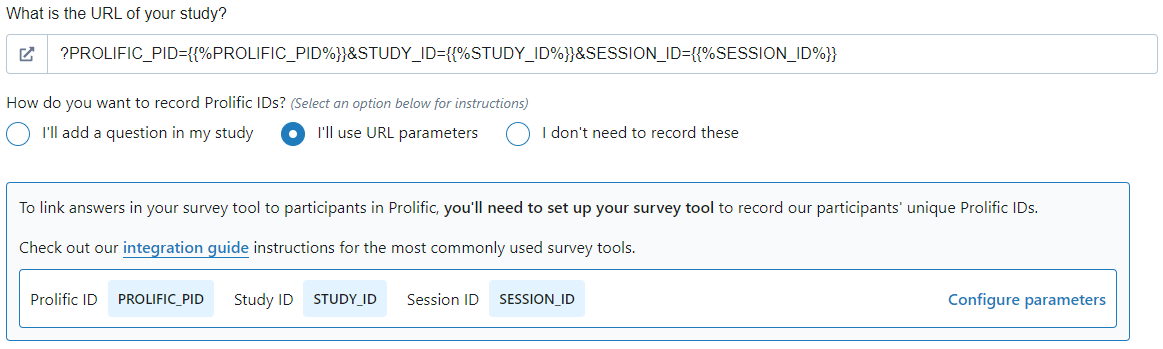 What is the URL of your study?
?PROLIFIC_PID={{%PROLIFIC_PID%}}&STUDY_ID={{%STUDY_ID%}}&SESSION_ID={{%SESSION_ID%}}
How do you want to record Prolific IDs? (Select an option below for instructions)
I'll add a question in my study I'll use URL parameters I don't need to record these
To link answers in your survey tool to participants in Prolific, you'll need to set up your survey tool to record our participants' unique Prolific IDs.
Check out our integration guide instructions for the most commonly used survey tools.
Prolific ID PROLIFIC_PID Study ID STUDY_ID Session ID SESSION_ID Configure parameters